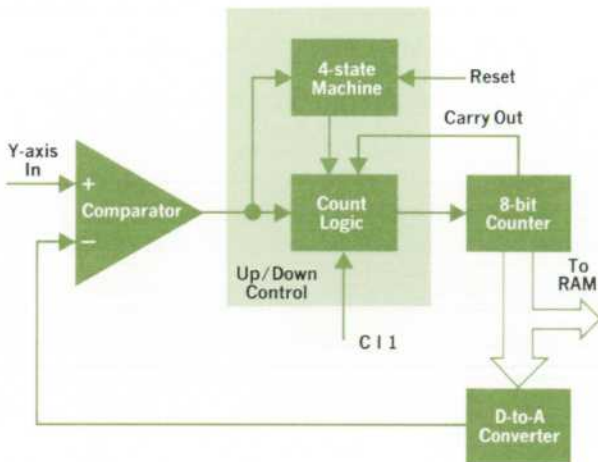 4-state
Machine
Reset
Carry Out
Y-axis
In
+
Comparator
−
Count
Logic
8-bit
Counter
Up/Down
Control
To
RAM
C I 1
D-to-A
Converter